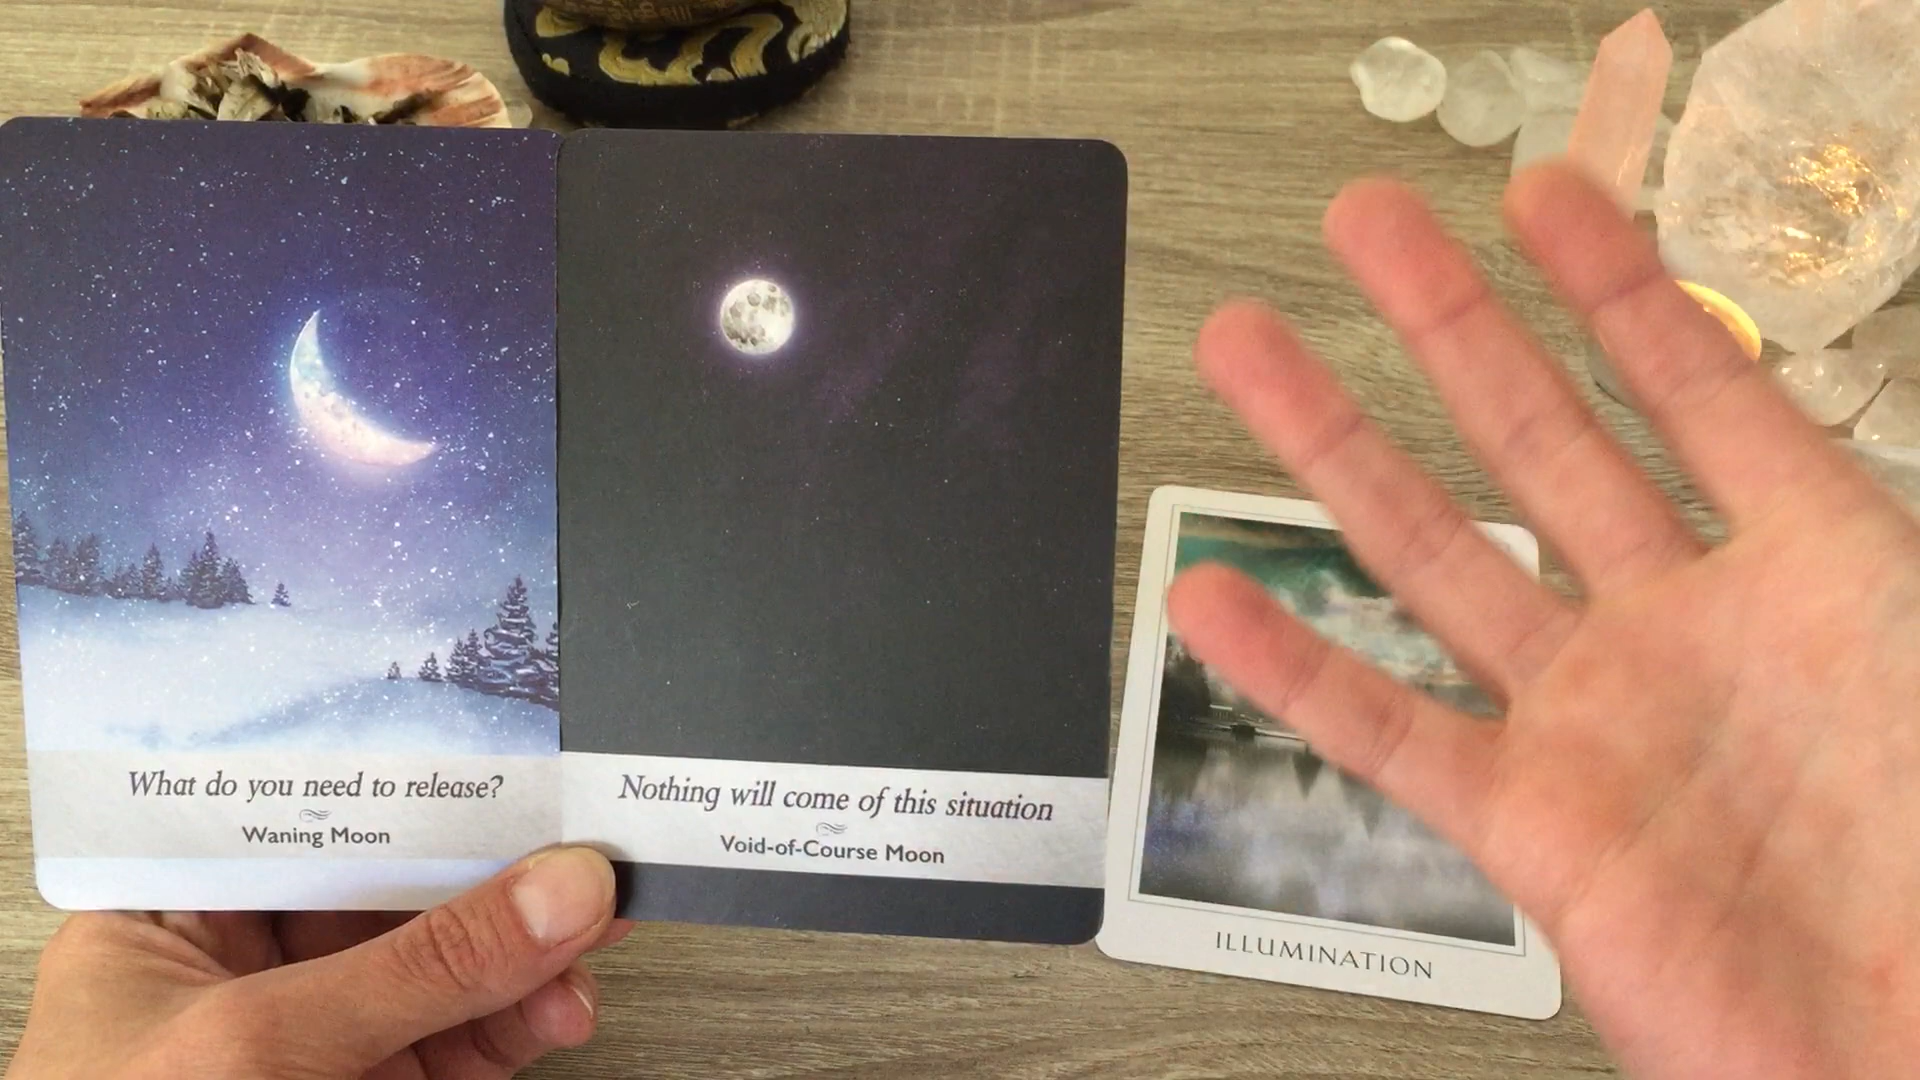 What do you need to release?
Waning Moon
Nothing will come of this situation
Void-of-Course Moon
ILLUMINATION